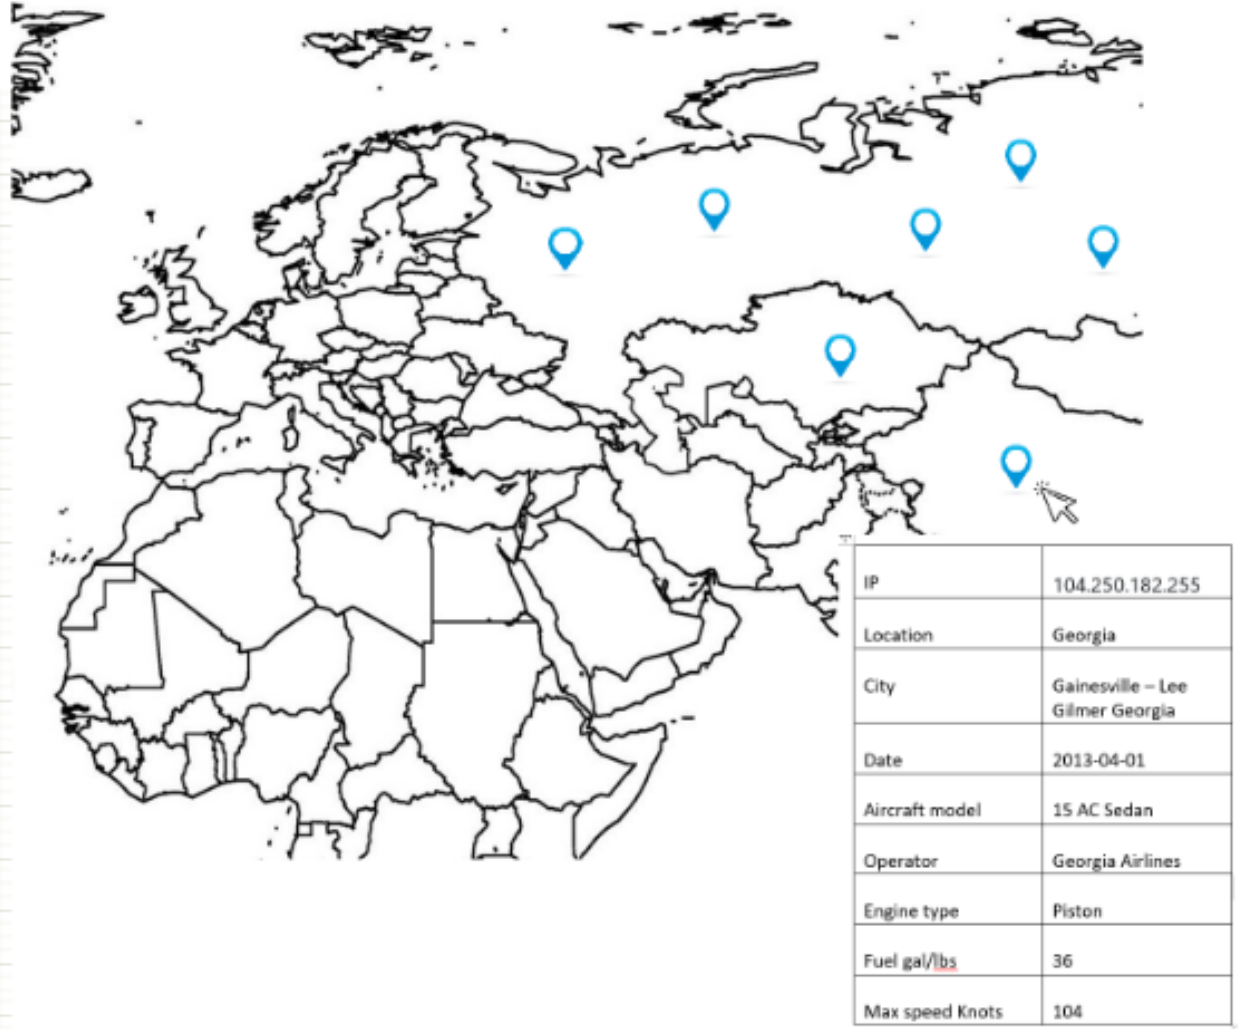 IP 104.250.182.255
Location Georgia
City Gainesville – Lee
Gilmer Georgia
Date 2013-04-01
Aircraft model 15 AC Sedan
Operator Georgia Airlines
Engine type Piston
Fuel gal/lbs 36
Max speed Knots 104